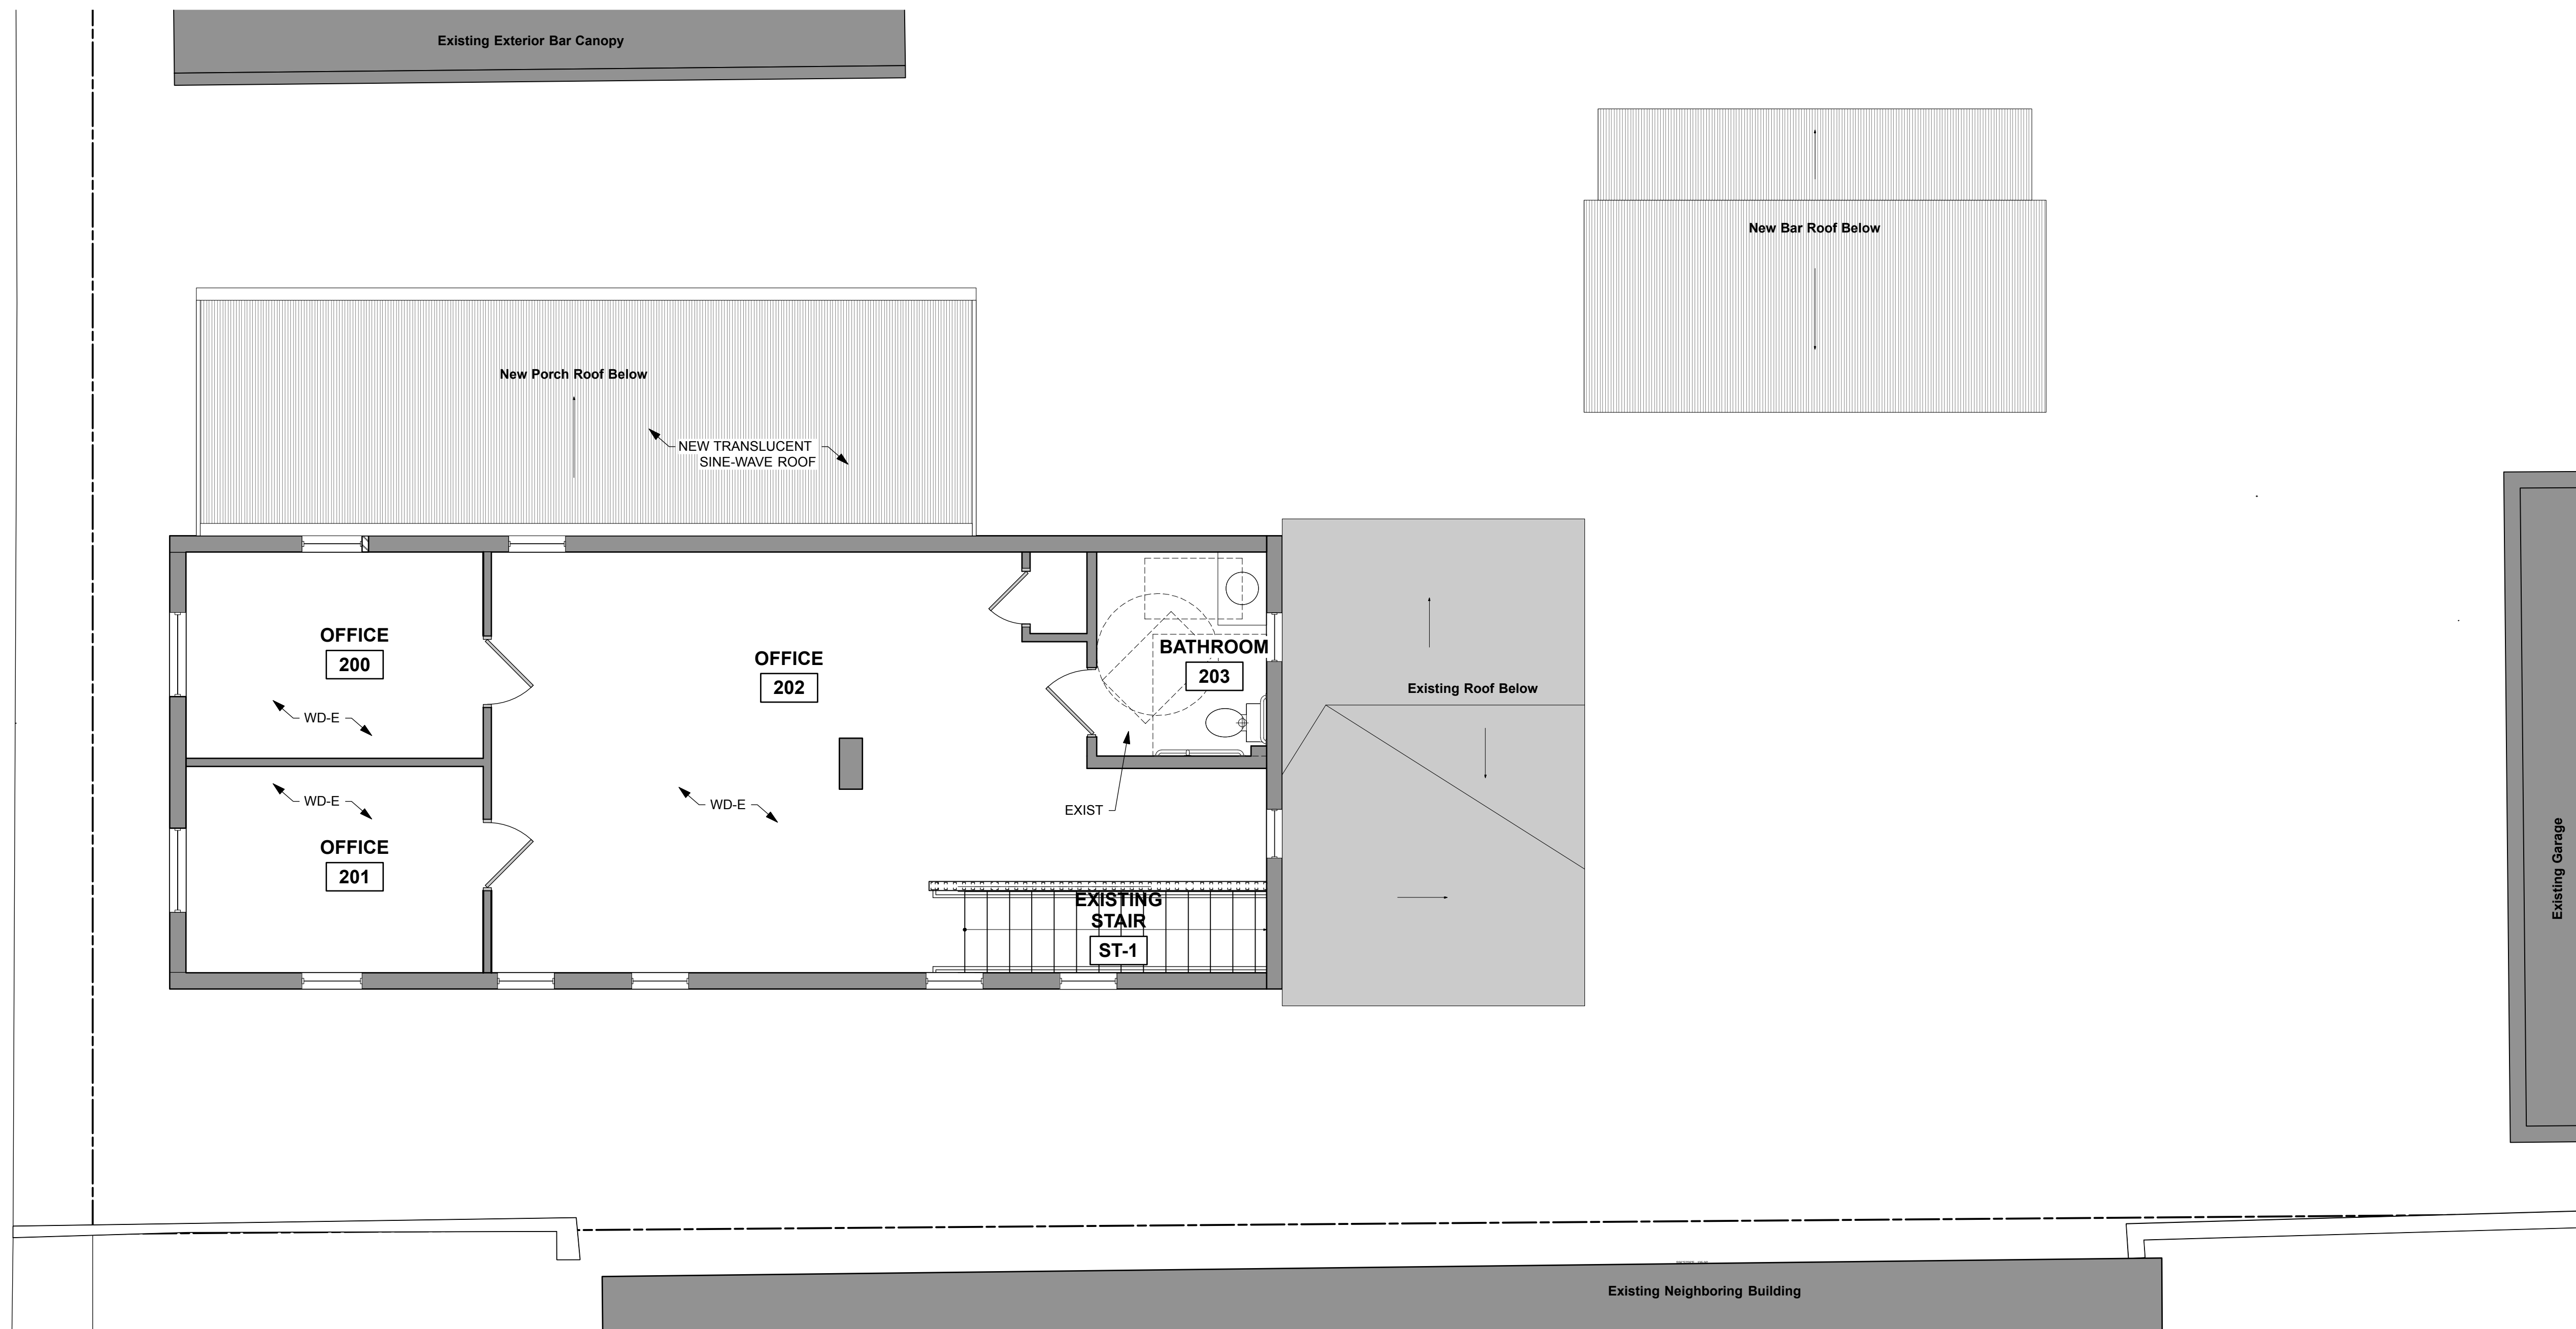 Existing Exterior Bar Canopy
New Bar Roof Below
New Porch Roof Below
NEW TRANSLUCENT
SINE-WAVE ROOF
OFFICE
200
WD-E
OFFICE
202
WD-E
BATHROOM
203
EXIST
Existing Roof Below
WD-E
OFFICE
201
EXISTING
STAIR
ST-1
Existing Garage
Existing Neighboring Building